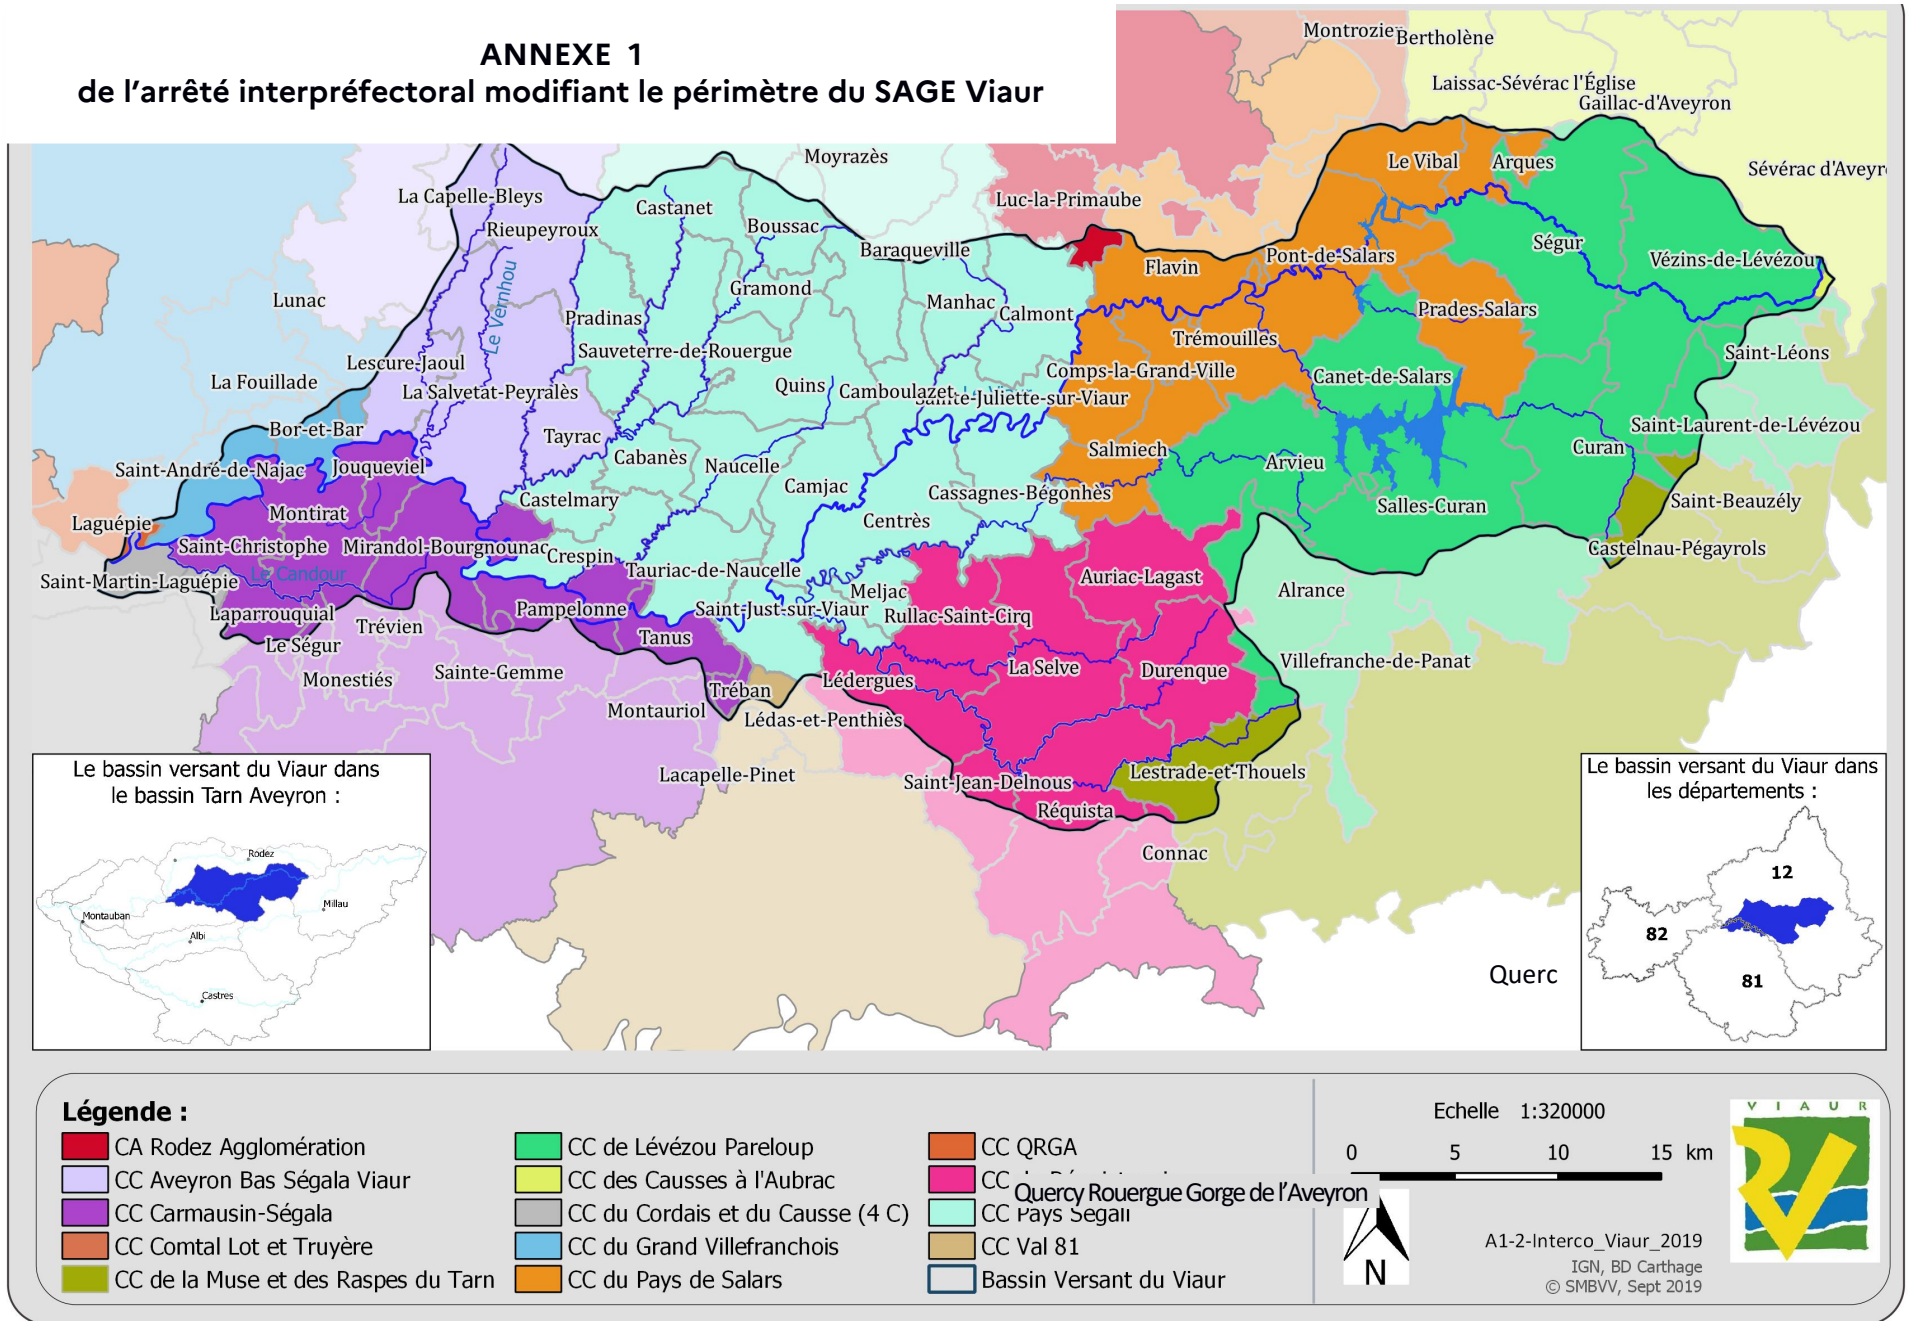 ANNEXE 1
de l'arrêté interpréfectoral modifiant le périmètre du SAGE Viaur
Montrozier
Bertholène
Laissac-Sévérac l'Église
Gaillac-d'Aveyron
Sévérac d'Aveyr
Moyrazès
Le Vibal
Arques
Luc-la-Primaube
La Capelle-Bleys
Rieupeyroux
Castanet
Boussac
Baraqueville
Flavin
Pont-de-Salars
Ségur
Vézins-de-Lévézou
Lunac
Le Vernhou
Pradinas
Gramond
Manhac
Calmont
Prades-Salars
Trémouilles
Saint-Léons
Lescure-Jaoul
La Fouillade
La Salvetat-Peyralès
Sauveterre-de-Rouergue
Quins
Camboulazet
Sainte-Juliette-sur-Viaur
Comps-la-Grand-Ville
Canet-de-Salars
Saint-Laurent-de-Lévézou
Bor-et-Bar
Tayrac
Cabanès
Naucelle
Salmiech
Arvieu
Curan
Saint-André-de-Najac
Jouqueviel
Castelmary
Camjac
Cassagnes-Bégonhès
Salles-Curan
Saint-Beauzély
Laguépie
Montirat
Centrès
Saint-Christophe
Mirandol-Bourgnounac
Crespin
Castelnau-Pégayrols
Saint-Martin-Laguépie
Le Candour
Tauriac-de-Naucelle
Meljac
Auriac-Lagast
Alrance
Laparrouquial
Trévien
Pampelonne
Saint-Just-sur-Viaur
Rullac-Saint-Cirq
Le Ségur
Tanus
Monestiés
Sainte-Gemme
Tréban
Lédergues
La Selve
Durenque
Villefranche-de-Panat
Montauriol
Lédas-et-Penthiès
Lacapelle-Pinet
Saint-Jean-Delnous
Lestrade-et-Thouels
Réquista
Connac
Querc
Le bassin versant du Viaur dans
le bassin Tarn Aveyron :
Rodez
Millau
Montauban
Albi
Castres
Le bassin versant du Viaur dans
les départements :
12
82
81
Légende :
CA Rodez Agglomération
CC Aveyron Bas Ségala Viaur
CC Carmausin-Ségala
CC Comtal Lot et Truyère
CC de la Muse et des Raspes du Tarn
CC de Lévézou Pareloup
CC des Causses à l'Aubrac
CC du Cordais et du Causse (4 C)
CC du Grand Villefranchois
CC du Pays de Salars
CC QRGA
CC
Quercy Rouergue Gorge de l'Aveyron
CC Pays Ségali
CC Val 81
Bassin Versant du Viaur
Echelle 1:320000
0 5 10 15 km
N
A1-2-Interco_Viaur_2019
IGN, BD Carthage
© SMBVV, Sept 2019
VIAUR